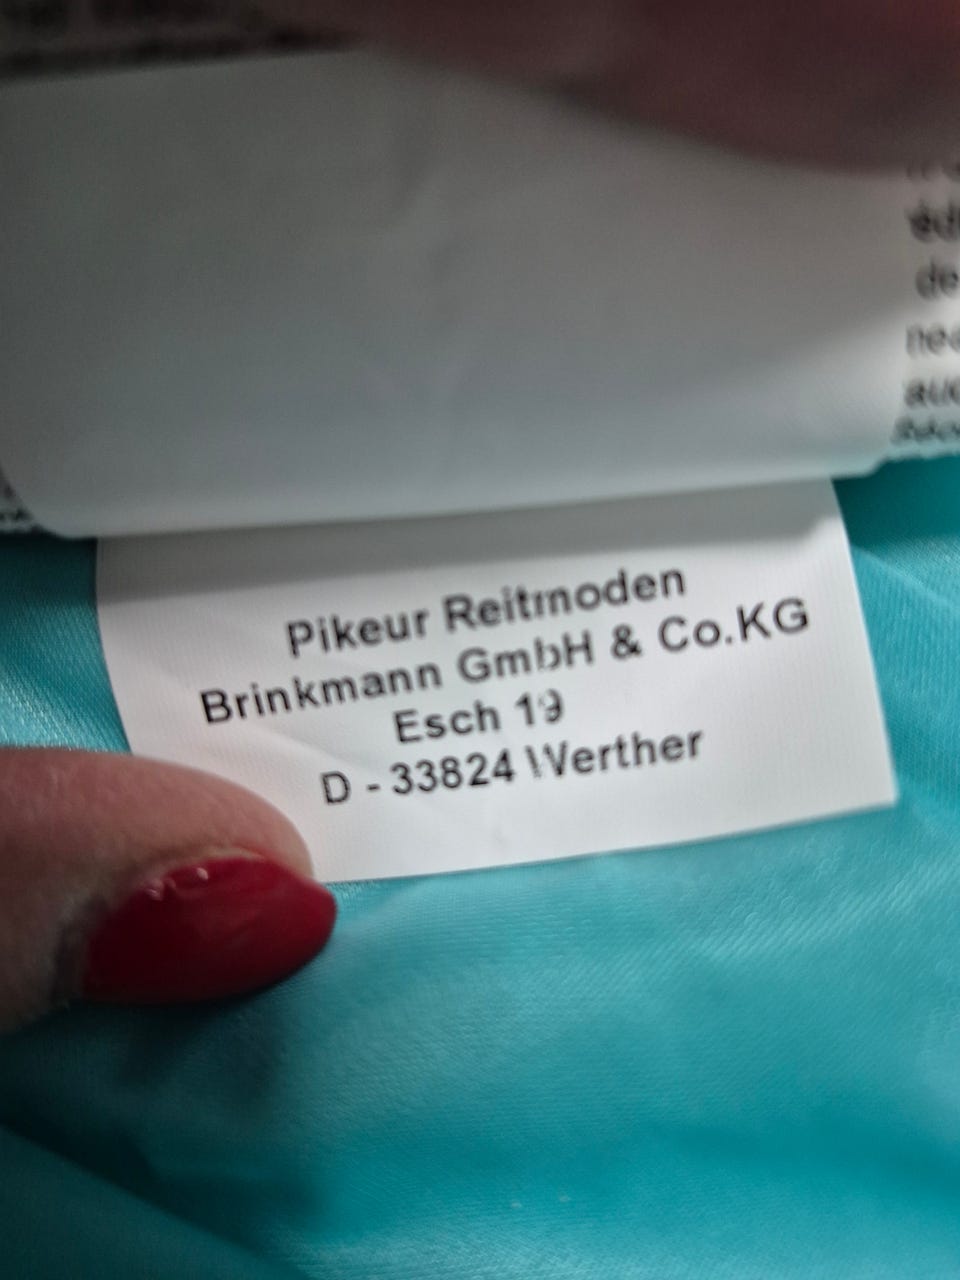 Pikeur Reitmoden
Brinkmann GmbH & Co.KG
Esch 19
D - 33824 Werther